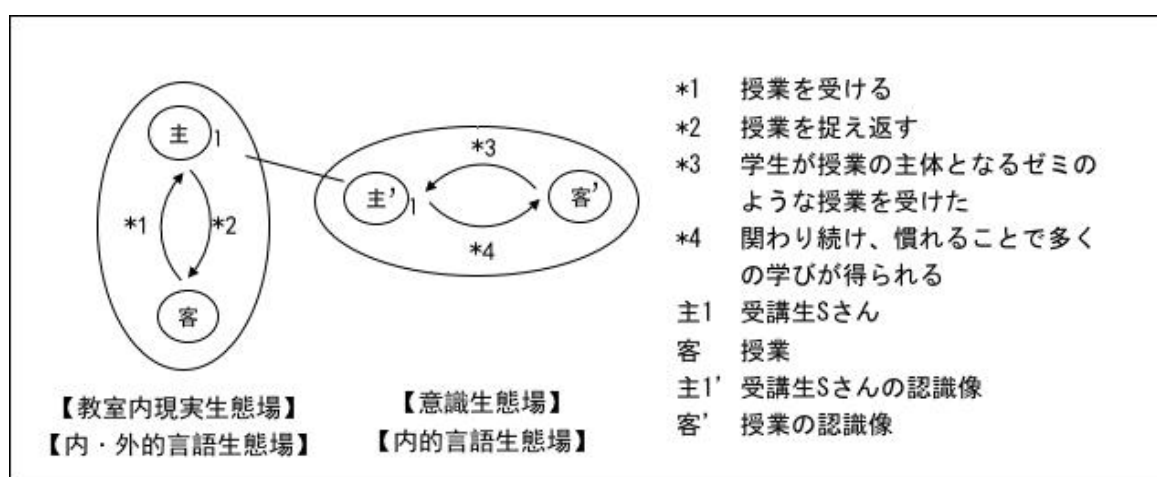 主1
*1
*2
客
主'1
*3
*4
客'
【教室内現実生態場】
【内・外的言語生態場】
【意識生態場】
【内的言語生態場】
*1 授業を受ける
*2 授業を捉え返す
*3 学生が授業の主体となるゼミの
ような授業を受けた
*4 関わり続け、慣れることで多く
の学びが得られる
主1 受講生Sさん
客 授業
主1' 受講生Sさんの認識像
客' 授業の認識像